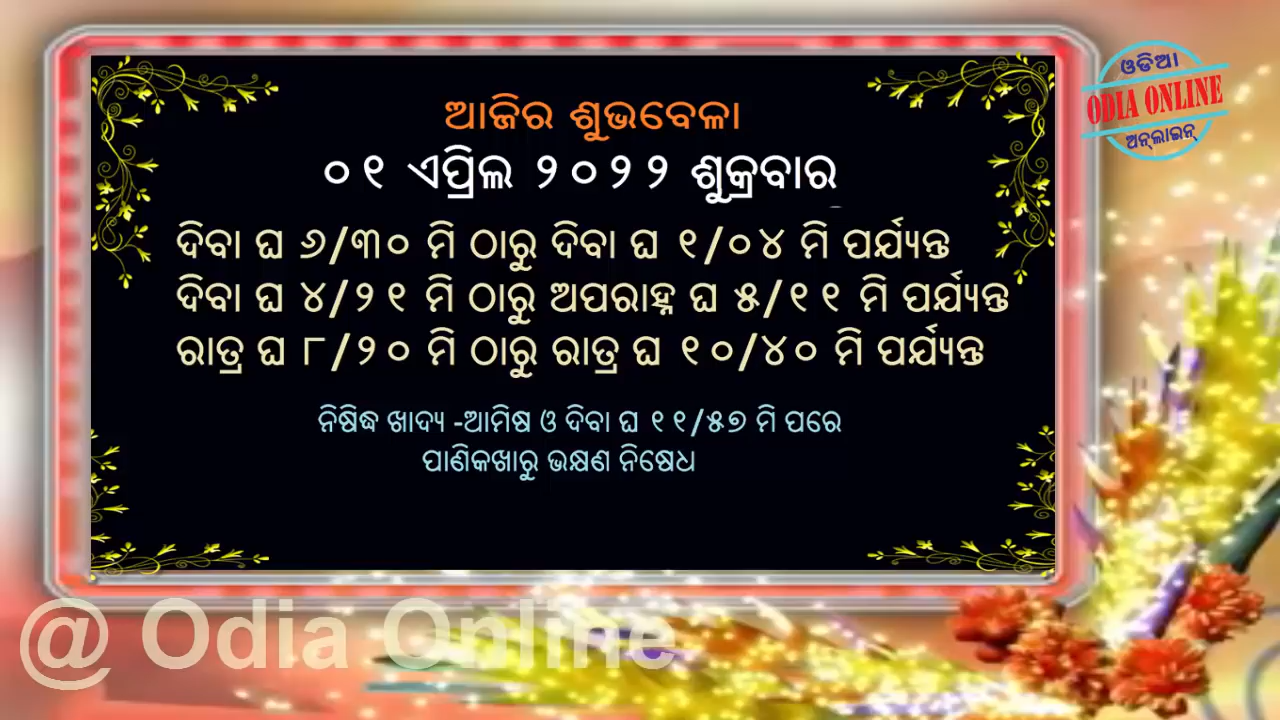 ଆଜିର ଶୁଭବେଳା
୦୧ ଏପ୍ରିଲ ୨୦୨୨ ଶୁକ୍ରବାର
ଦିବା ଘ ୬/୩୦ ମି ଠାରୁ ଦିବା ଘ ୧/୦୪ ମି ପର୍ଯ୍ୟନ୍ତ
ଦିବା ଘ ୪/୨୧ ମି ଠାରୁ ଅପରାହ୍ନ ଘ ୫/୧୧ ମି ପର୍ଯ୍ୟନ୍ତ
ରାତ୍ର ଘ ୮/୨୦ ମି ଠାରୁ ରାତ୍ର ଘ ୧୦/୪୦ ମି ପର୍ଯ୍ୟନ୍ତ
ନିଷିଦ୍ଧ ଖାଦ୍ୟ -ଆମିଷ ଓ ଦିବା ଘ ୧୧/୫୭ ମି ପରେ
ପାଣିକଖାରୁ ଭକ୍ଷଣ ନିଷେଧ
ଓଡିଆ
ODIA ONLINE
ଅନ୍‌ଲାଇନ୍
@ Odia Online